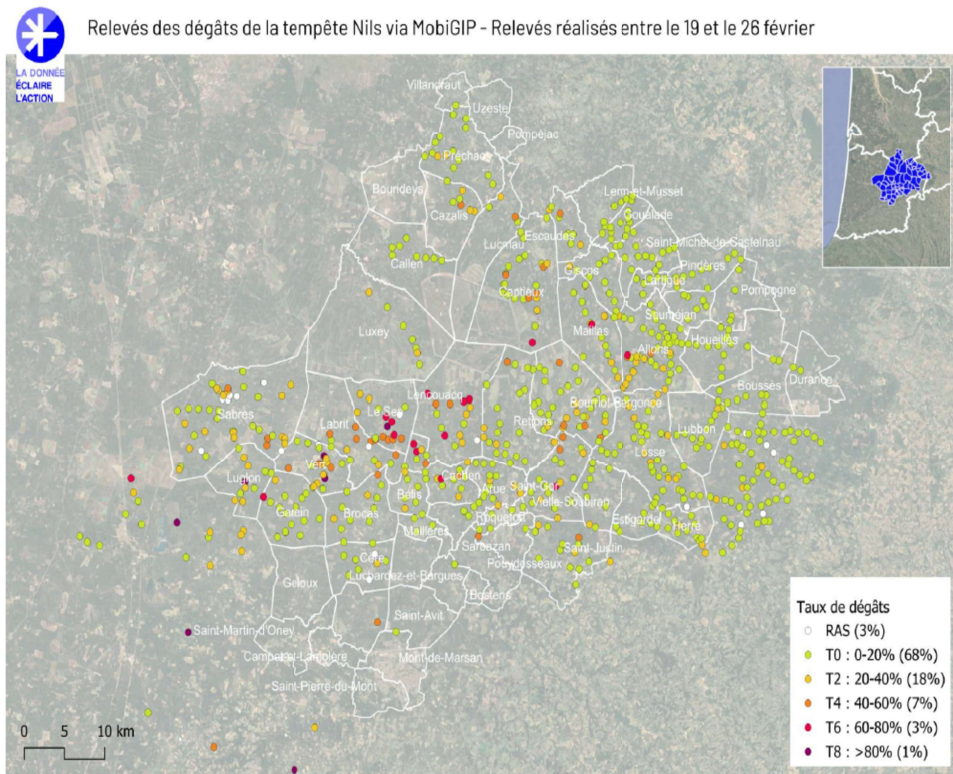 Relevés des dégâts de la tempête Nils via MobiGIP - Relevés réalisés entre le 19 et le 26 février
LA DONNÉE
ÉCLAIRE
L'ACTION
Villandraut
Uzeste
Pompéjac
Préchac
Bourideys
Cazalis
Lerm-et-Musset
Goualade
Escaudes
Lucmau
Saint-Michel-de-Castelnau
Callen
Giscos
Pindères
Lartigue
Captieux
Pompogne
Luxey
Maillas
Saumejan
Houeillès
Allons
Boussès
Durance
Sabres
Le Sen
Lencouacq
Bourriot-Bergonce
Labrit
Retjons
Lubbon
Losse
Vert
Luglon
Cachen
Bélis
Arue
Saint-Gor
Vielle-Soubiran
Garein
Brocas
Roquefort
Estigarde
Herré
Maillères
Sarbazan
Saint-Justin
Cère
Pouydesseaux
Geloux
Lucbardez-et-Bargues
Bostens
Saint-Avit
Saint-Martin-d'Oney
Campet-et-Lamolère
Mont-de-Marsan
Saint-Pierre-du-Mont
Taux de dégâts
RAS (3%)
T0 : 0-20% (68%)
T2 : 20-40% (18%)
T4 : 40-60% (7%)
T6 : 60-80% (3%)
T8 : >80% (1%)
0 5 10 km